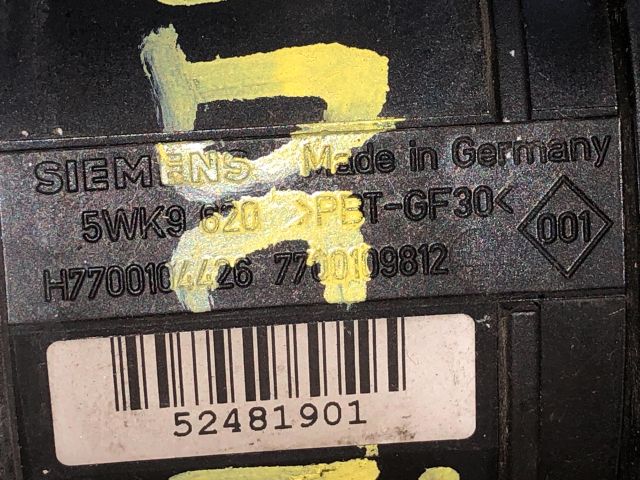 SIEMENS Made in Germany
5WK9 620 >PBT-GF30<
001
H7700104426 7700109812
52481901